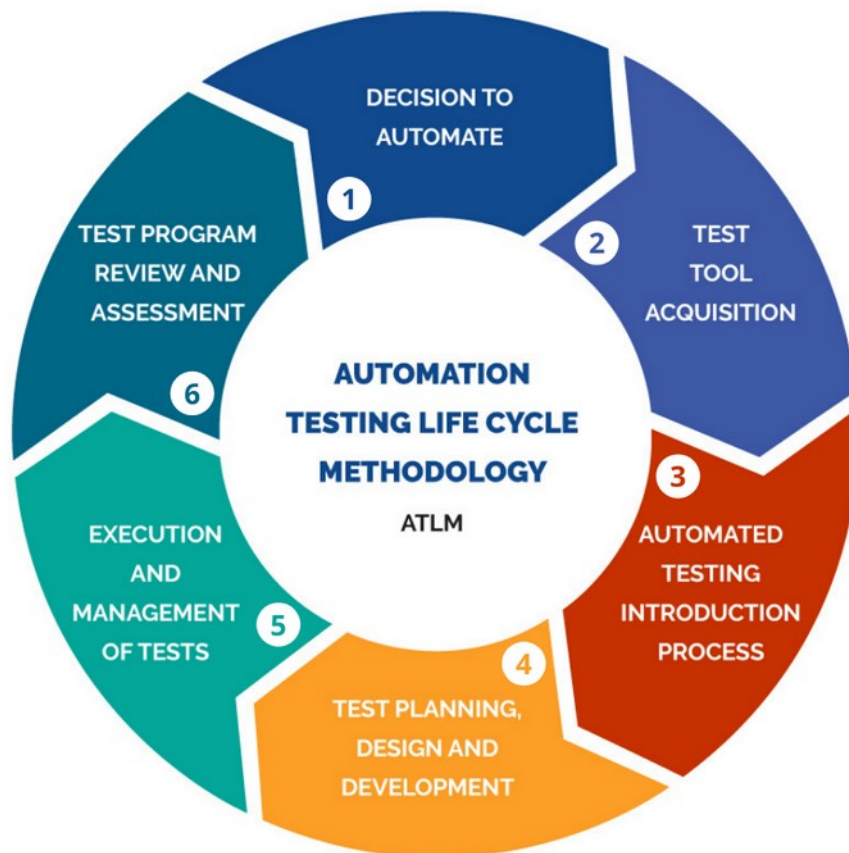 AUTOMATION
TESTING LIFE CYCLE
METHODOLOGY
ATLM
1
DECISION TO
AUTOMATE
2
TEST
TOOL
ACQUISITION
3
AUTOMATED
TESTING
INTRODUCTION
PROCESS
4
TEST PLANNING,
DESIGN AND
DEVELOPMENT
5
EXECUTION
AND
MANAGEMENT
OF TESTS
6
TEST PROGRAM
REVIEW AND
ASSESSMENT